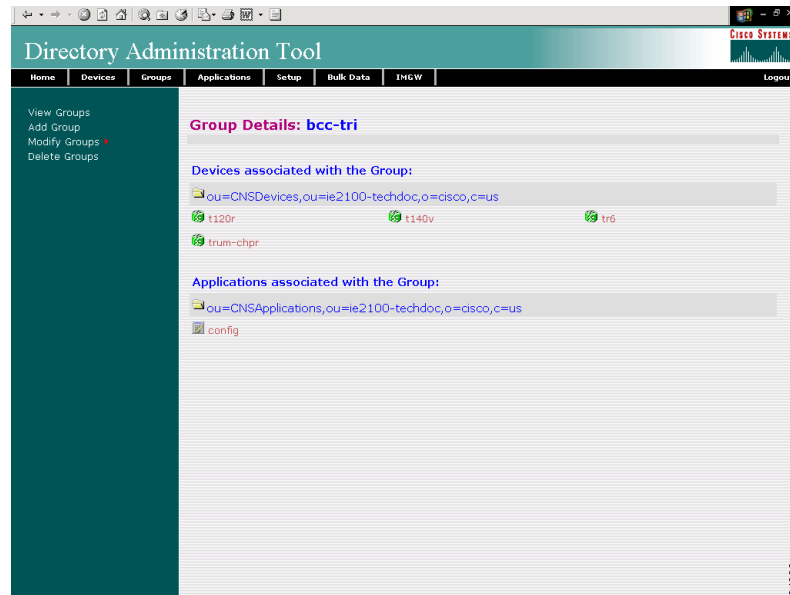 CISCO SYSTEMS
Directory Administration Tool
Home Devices Groups Applications Setup Bulk Data IMGW
View Groups
Add Group
Modify Groups
Delete Groups
Group Details: bcc-tri
Devices associated with the Group:
ou=CNSDevices,ou=ie2100-techdoc,o=cisco,c=us
t120r t140v tr6
trum-chpr
Applications associated with the Group:
ou=CNSApplications,ou=ie2100-techdoc,o=cisco,c=us
config